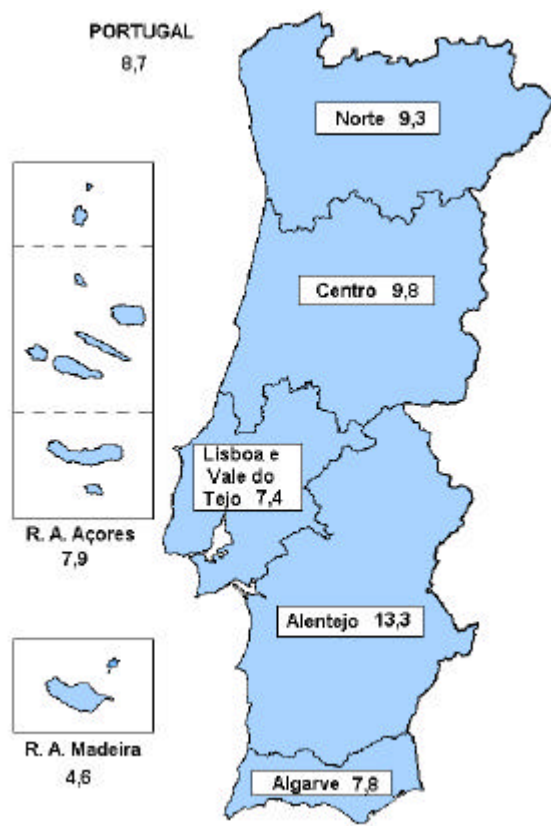 PORTUGAL
8,7
Norte 9,3
Centro 9,8
Lisboa e
Vale do
Tejo 7,4
R. A. Açores
7,9
Alentejo 13,3
R. A. Madeira
4,6
Algarve 7,8